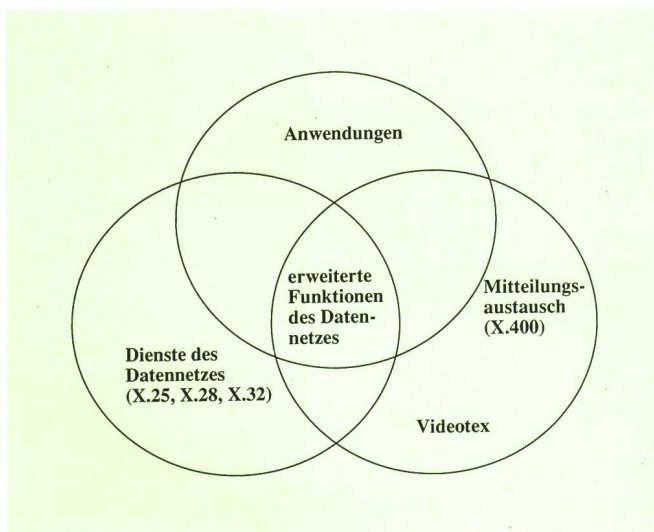 Anwendungen
erweiterte
Funktionen
des Daten-
netzes
Mitteilungs-
austausch
(X.400)
Dienste des
Datennetzes
(X.25, X.28, X.32)
Videotex